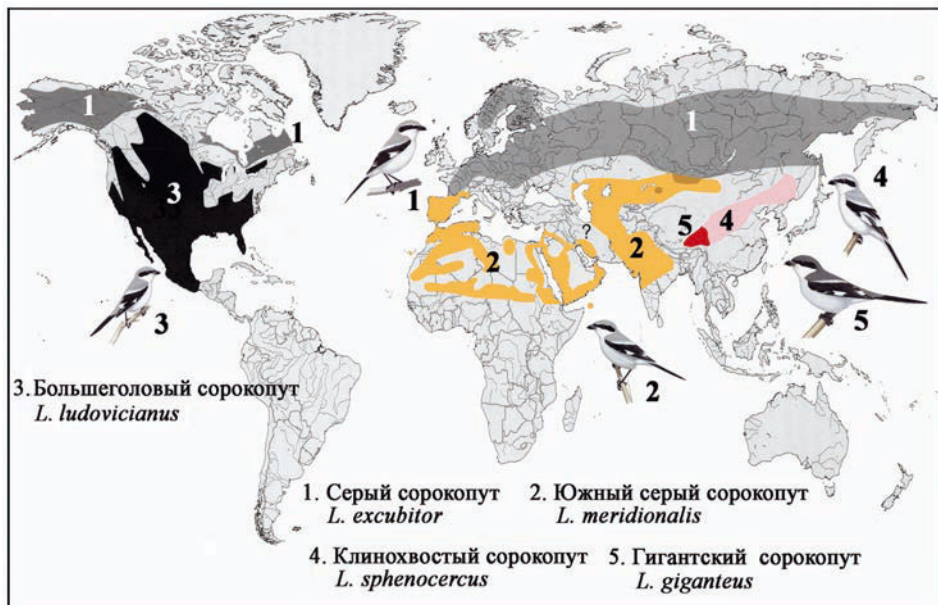 1
1
1
3
33
1
?
2
2
5
4
4
3
2
5
3. Большеголовый сорокопут
L. ludovicianus
1. Серый сорокопут 2. Южный серый сорокопут
L. excubitor L. meridionalis
4. Клинохвостый сорокопут 5. Гигантский сорокопут
L. sphenocercus L. giganteus